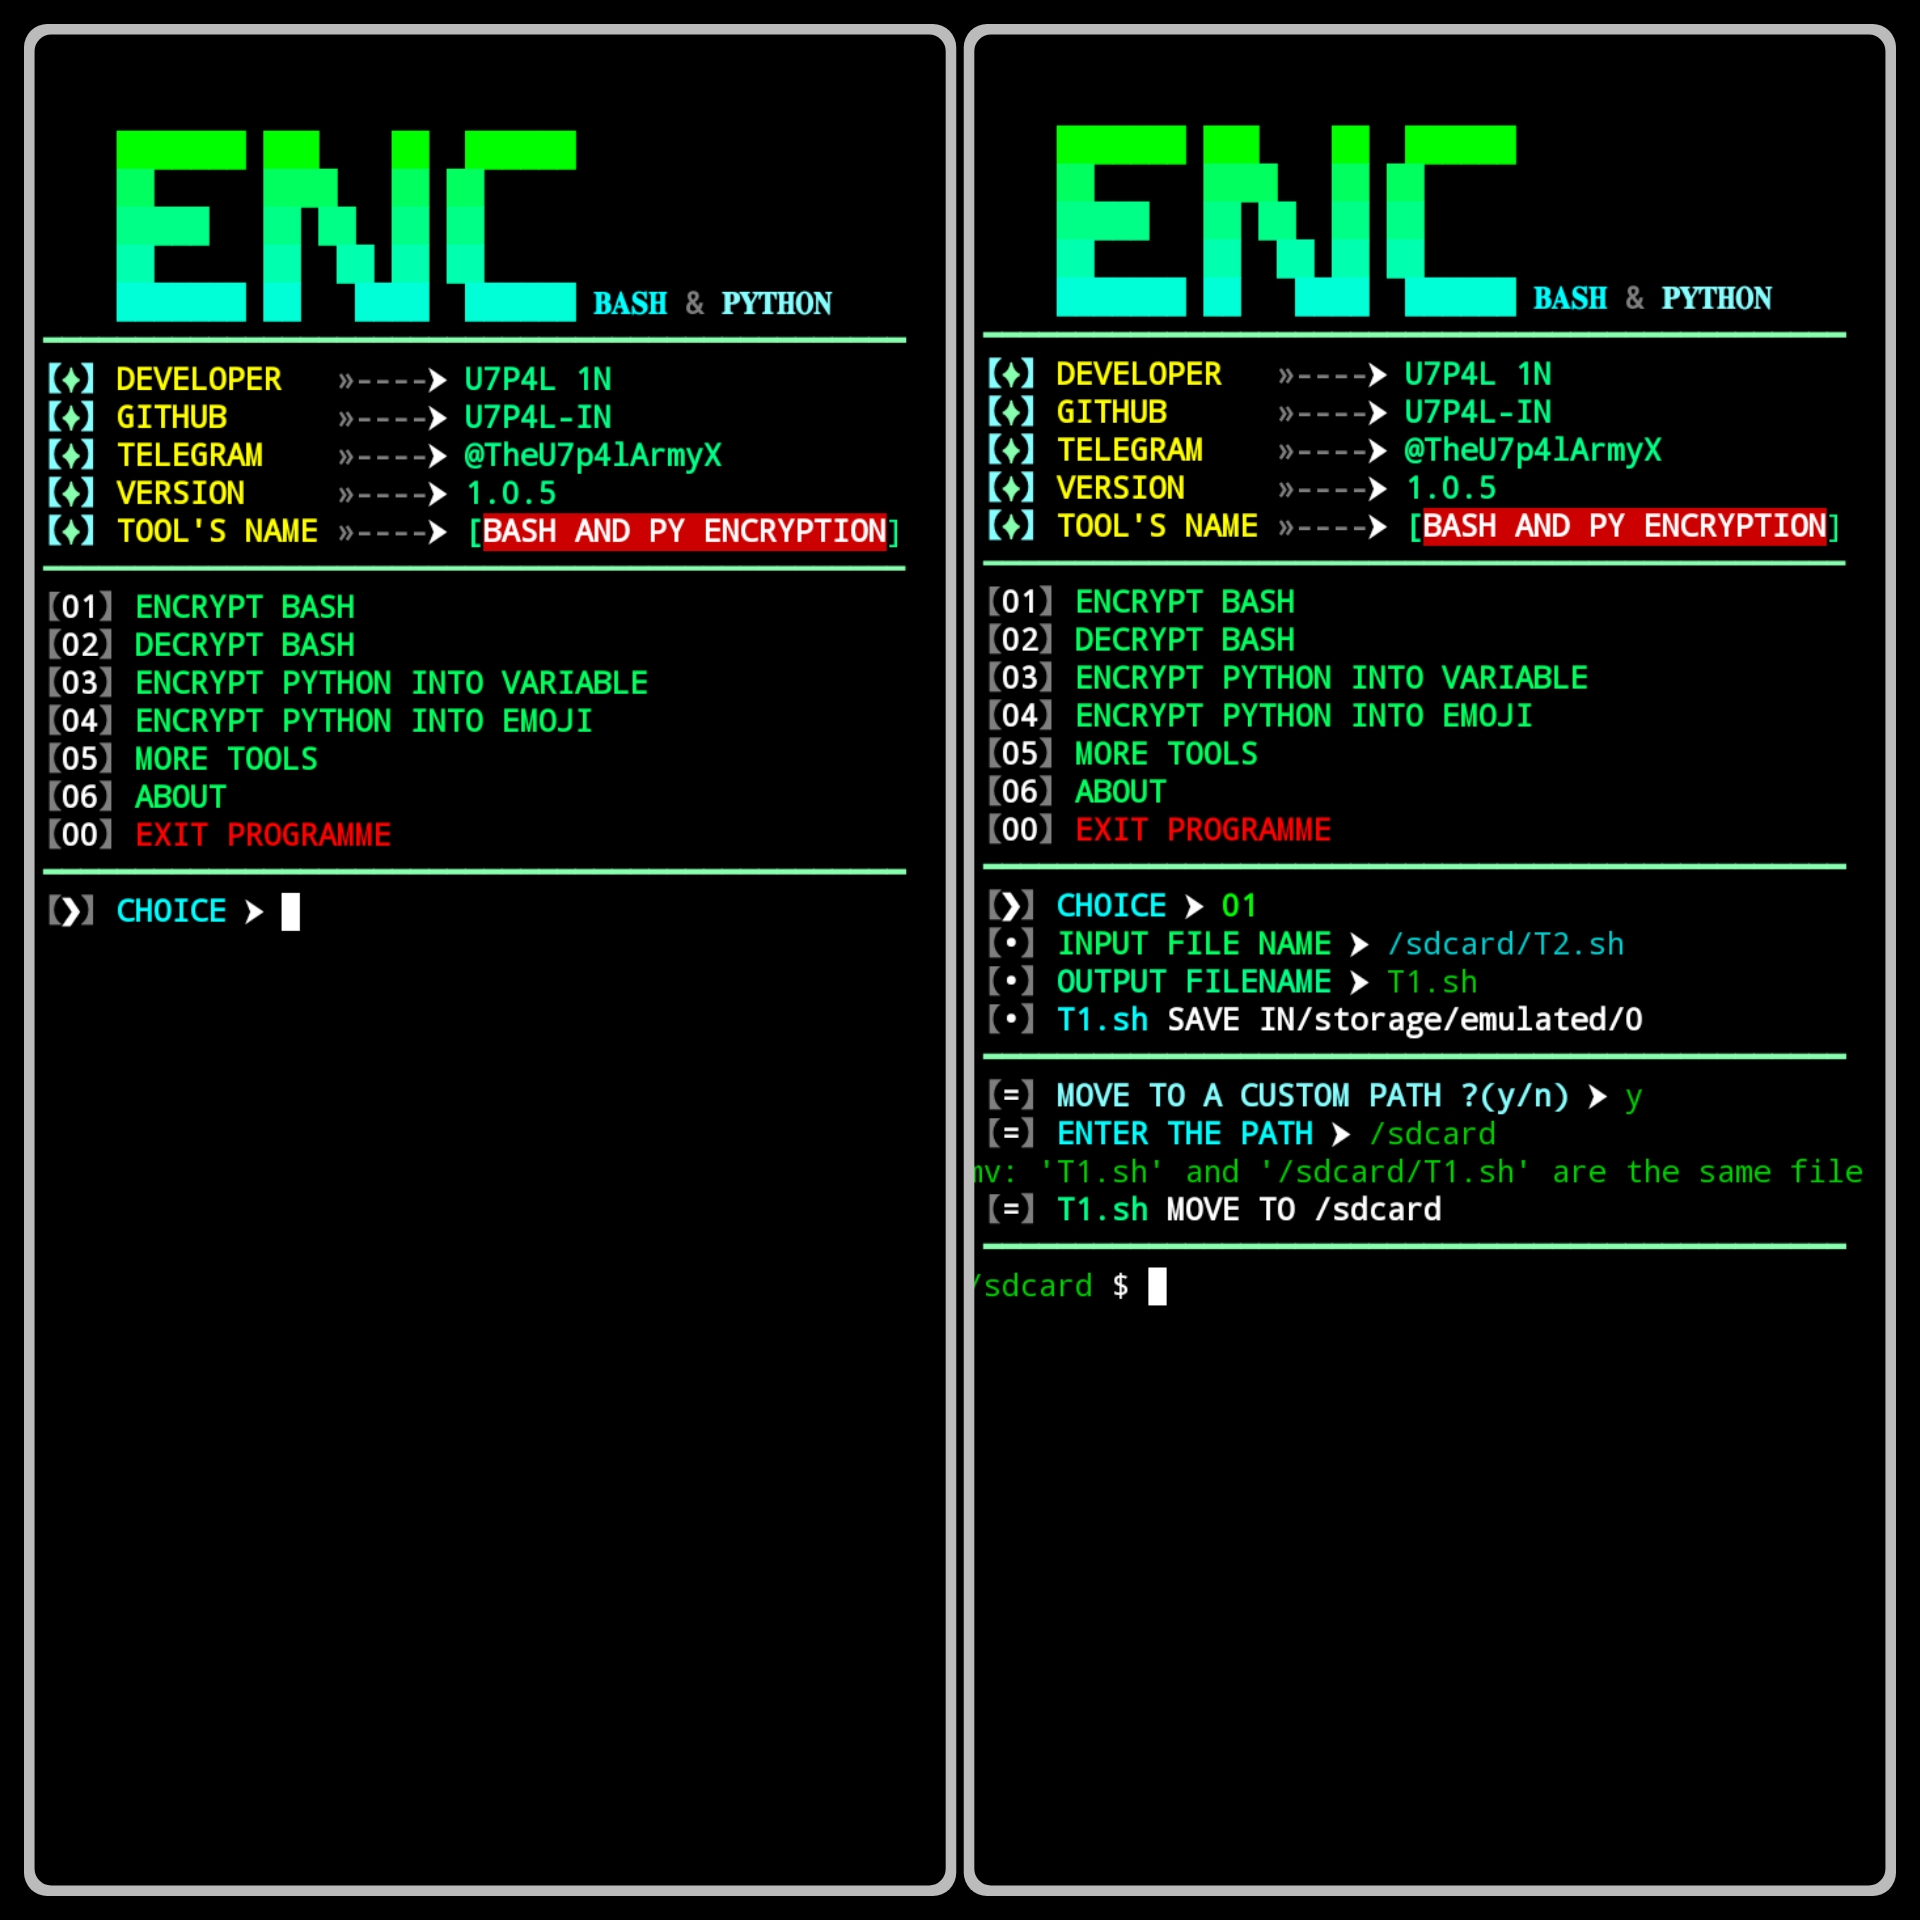 ENC BASH & PYTHON
【✦】 DEVELOPER »----➤ U7P4L 1N
【✦】 GITHUB »----➤ U7P4L-IN
【✦】 TELEGRAM »----➤ @TheU7p4lArmyX
【✦】 VERSION »----➤ 1.0.5
【✦】 TOOL'S NAME »----➤ [BASH AND PY ENCRYPTION]
【01】 ENCRYPT BASH
【02】 DECRYPT BASH
【03】 ENCRYPT PYTHON INTO VARIABLE
【04】 ENCRYPT PYTHON INTO EMOJI
【05】 MORE TOOLS
【06】 ABOUT
【00】 EXIT PROGRAMME
【❯】 CHOICE ➤
ENC BASH & PYTHON
【✦】 DEVELOPER »----➤ U7P4L 1N
【✦】 GITHUB »----➤ U7P4L-IN
【✦】 TELEGRAM »----➤ @TheU7p4lArmyX
【✦】 VERSION »----➤ 1.0.5
【✦】 TOOL'S NAME »----➤ [BASH AND PY ENCRYPTION]
【01】 ENCRYPT BASH
【02】 DECRYPT BASH
【03】 ENCRYPT PYTHON INTO VARIABLE
【04】 ENCRYPT PYTHON INTO EMOJI
【05】 MORE TOOLS
【06】 ABOUT
【00】 EXIT PROGRAMME
【❯】 CHOICE ➤ 01
【•】 INPUT FILE NAME ➤ /sdcard/T2.sh
【•】 OUTPUT FILENAME ➤ T1.sh
【•】 T1.sh SAVE IN/storage/emulated/0
【=】 MOVE TO A CUSTOM PATH ?(y/n) ➤ y
【=】 ENTER THE PATH ➤ /sdcard
mv: 'T1.sh' and '/sdcard/T1.sh' are the same file
【=】 T1.sh MOVE TO /sdcard
/sdcard $